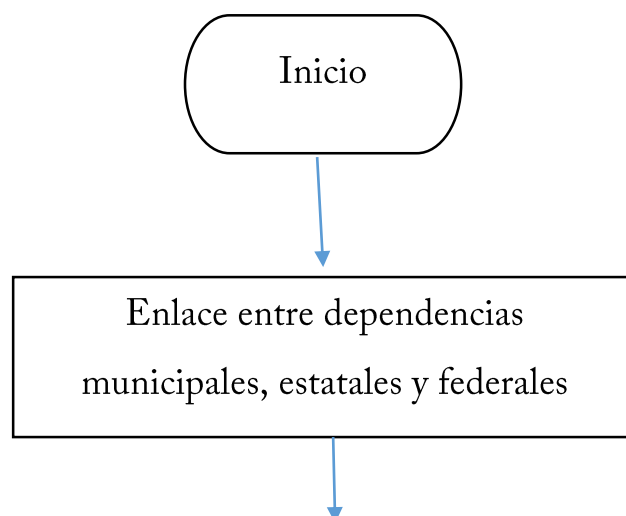 Inicio
Enlace entre dependencias
municipales, estatales y federales